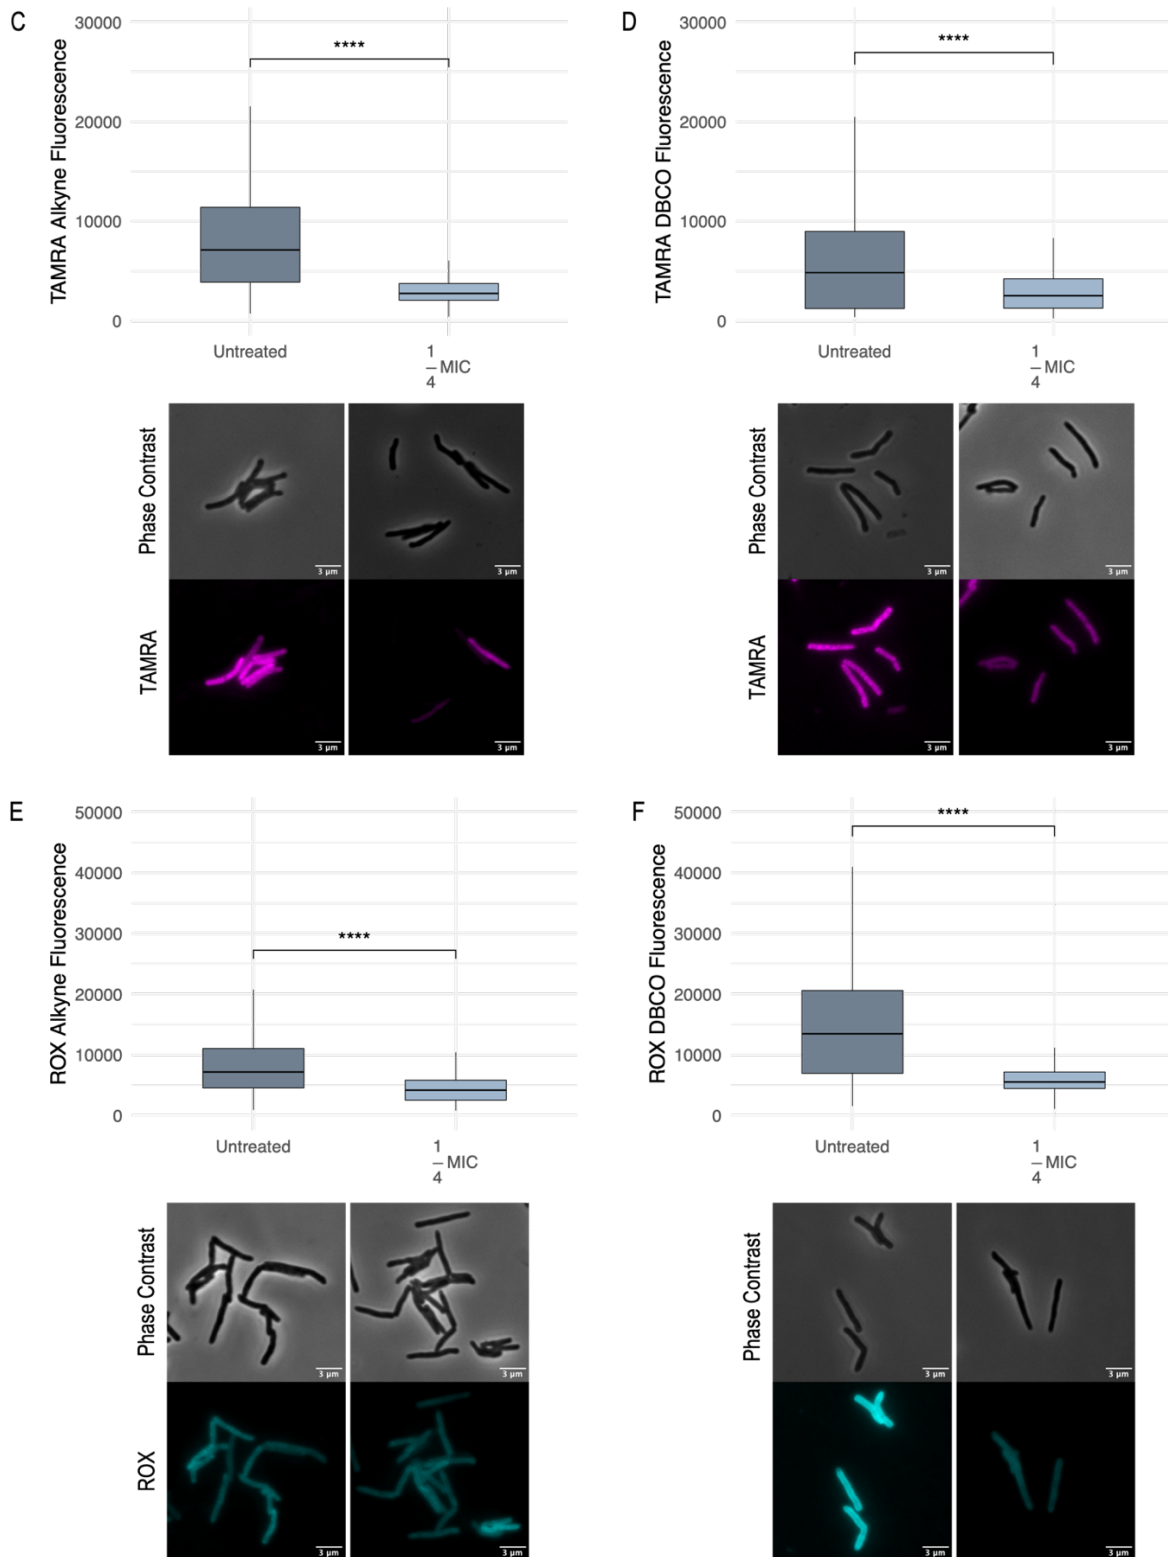 C
TAMRA Alkyne Fluorescence
30000
20000
10000
0
****
Untreated
1
– MIC
4
Phase Contrast
TAMRA
3 µm
3 µm
3 µm
3 µm
D
TAMRA DBCO Fluorescence
30000
20000
10000
0
****
Untreated
1
– MIC
4
Phase Contrast
TAMRA
3 µm
3 µm
3 µm
3 µm
E
ROX Alkyne Fluorescence
50000
40000
30000
20000
10000
0
****
Untreated
1
– MIC
4
Phase Contrast
ROX
3 µm
3 µm
3 µm
3 µm
F
ROX DBCO Fluorescence
50000
40000
30000
20000
10000
0
****
Untreated
1
– MIC
4
Phase Contrast
3 µm
3 µm
3 µm
3 µm